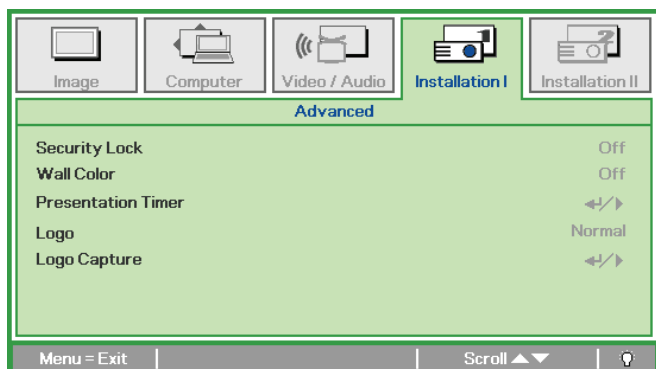 Image Computer Video / Audio Installation I Installation II
Advanced
Security Lock Off
Wall Color Off
Presentation Timer
Logo Normal
Logo Capture
Menu = Exit Scroll